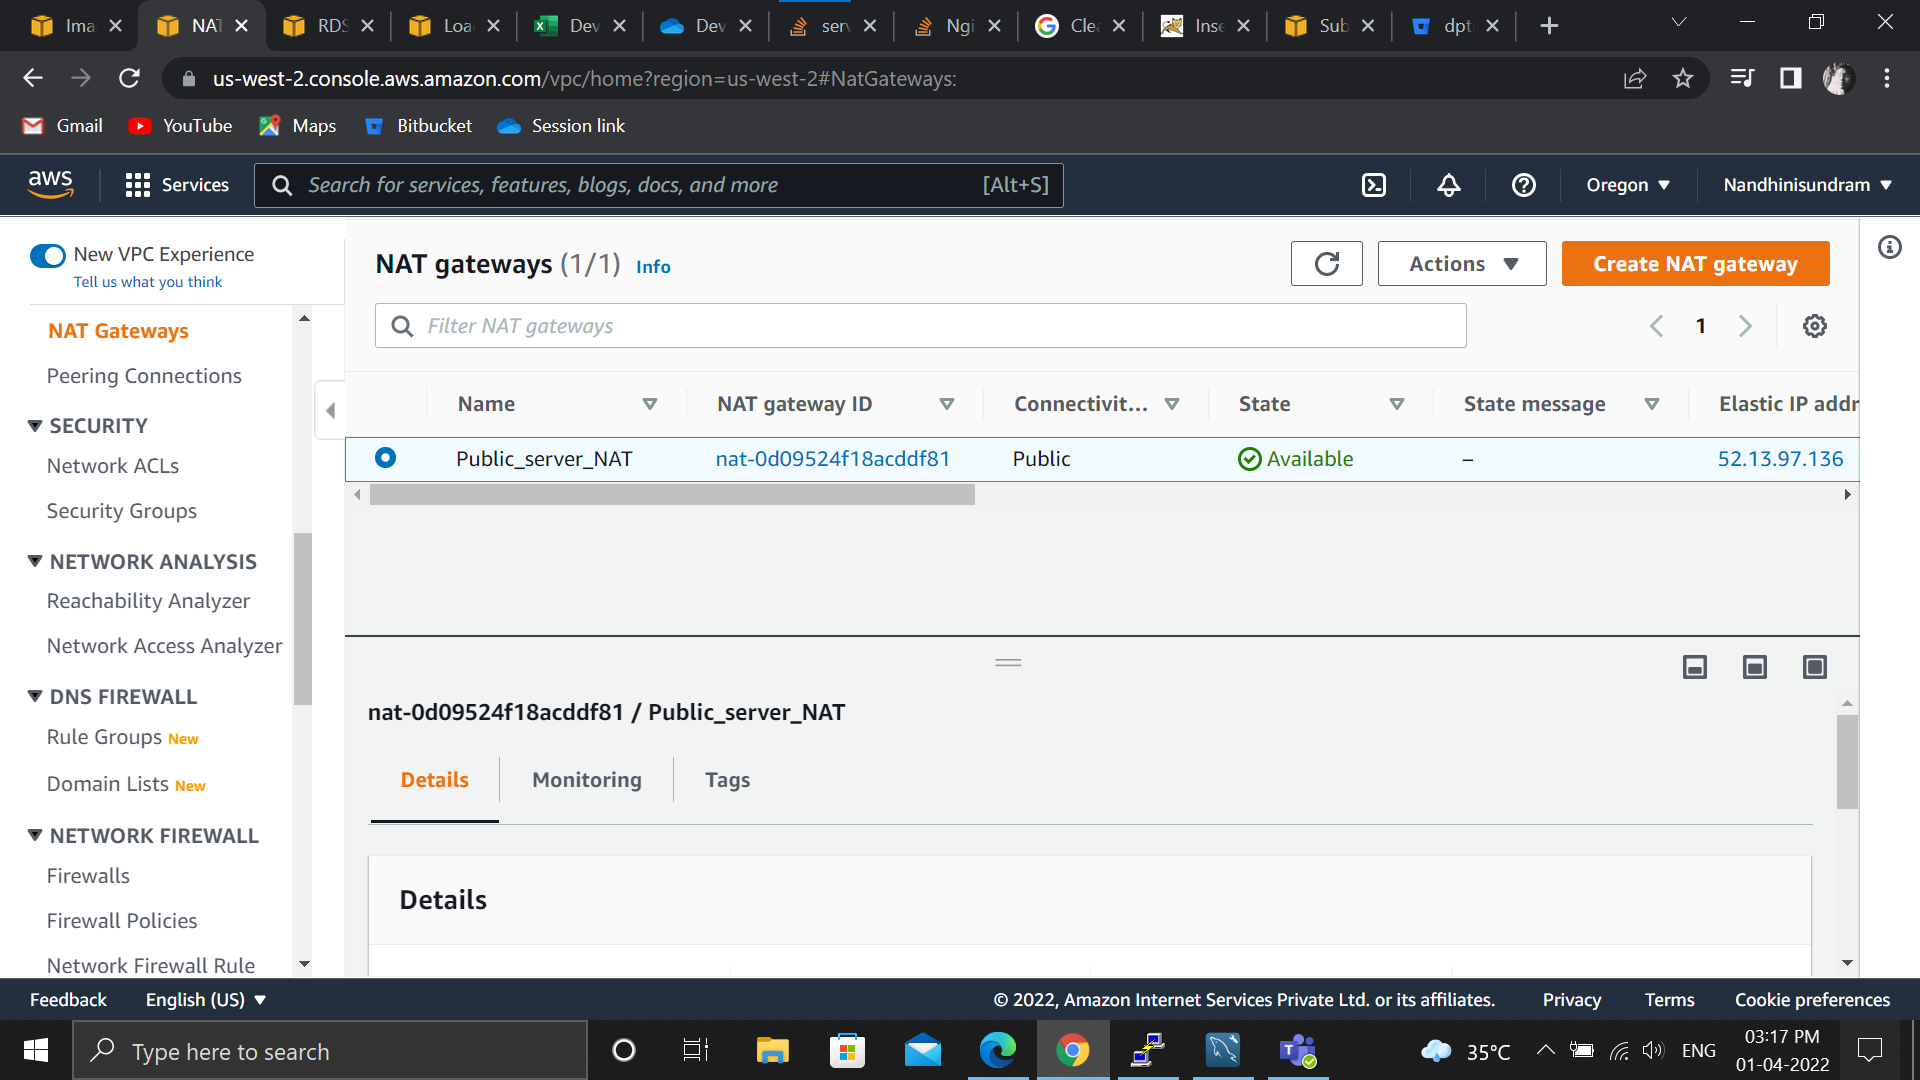 Ima
NAT
RDS
Loa
Dev
Dev
serv
Ngi
Clea
Inse
Sub
dpt
us-west-2.console.aws.amazon.com/vpc/home?region=us-west-2#NatGateways:
Gmail
YouTube
Maps
Bitbucket
Session link
aws
Services
Search for services, features, blogs, docs, and more
[Alt+S]
Oregon
Nandhinisundram
New VPC Experience
Tell us what you think
NAT Gateways
Peering Connections
SECURITY
Network ACLs
Security Groups
NETWORK ANALYSIS
Reachability Analyzer
Network Access Analyzer
DNS FIREWALL
Rule Groups New
Domain Lists New
NETWORK FIREWALL
Firewalls
Firewall Policies
Network Firewall Rule
NAT gateways (1/1) Info
Actions
Create NAT gateway
Filter NAT gateways
1
Name
NAT gateway ID
Connectivit...
State
State message
Elastic IP addr
Public_server_NAT
nat-0d09524f18acddf81
Public
Available
–
52.13.97.136
nat-0d09524f18acddf81 / Public_server_NAT
Details
Monitoring
Tags
Details
Feedback
English (US)
© 2022, Amazon Internet Services Private Ltd. or its affiliates.
Privacy
Terms
Cookie preferences
Type here to search
35°C
ENG
03:17 PM
01-04-2022